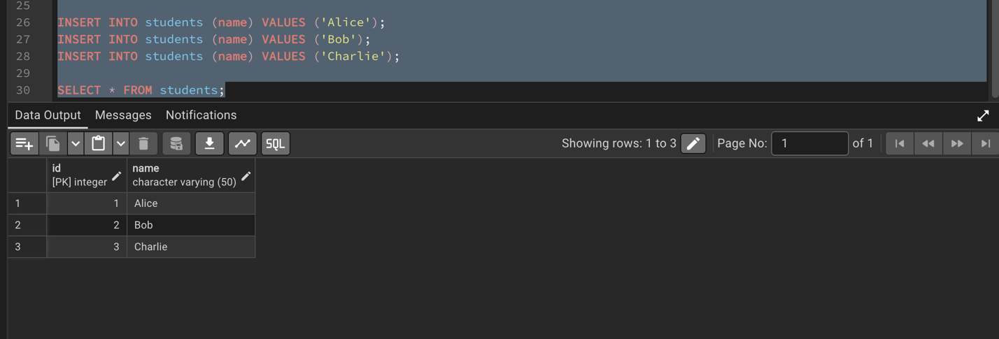 25
26 INSERT INTO students (name) VALUES ('Alice');
27 INSERT INTO students (name) VALUES ('Bob');
28 INSERT INTO students (name) VALUES ('Charlie');
29
30 SELECT * FROM students;
Data Output Messages Notifications
SQL Showing rows: 1 to 3 Page No: 1 of 1
id name
[PK] integer character varying (50)
1 1 Alice
2 2 Bob
3 3 Charlie